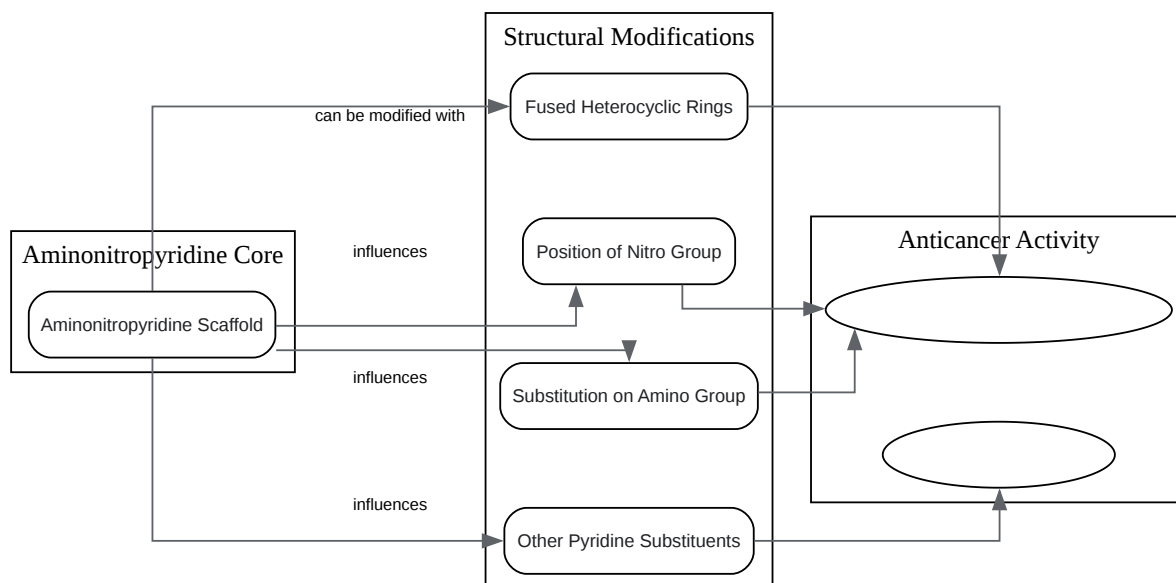 Structural Modifications
Fused Heterocyclic Rings
can be modified with
Position of Nitro Group
influences
Anticancer Activity
Aminonitropyridine Core
Aminonitropyridine Scaffold
influences
Substitution on Amino Group
influences
Other Pyridine Substituents